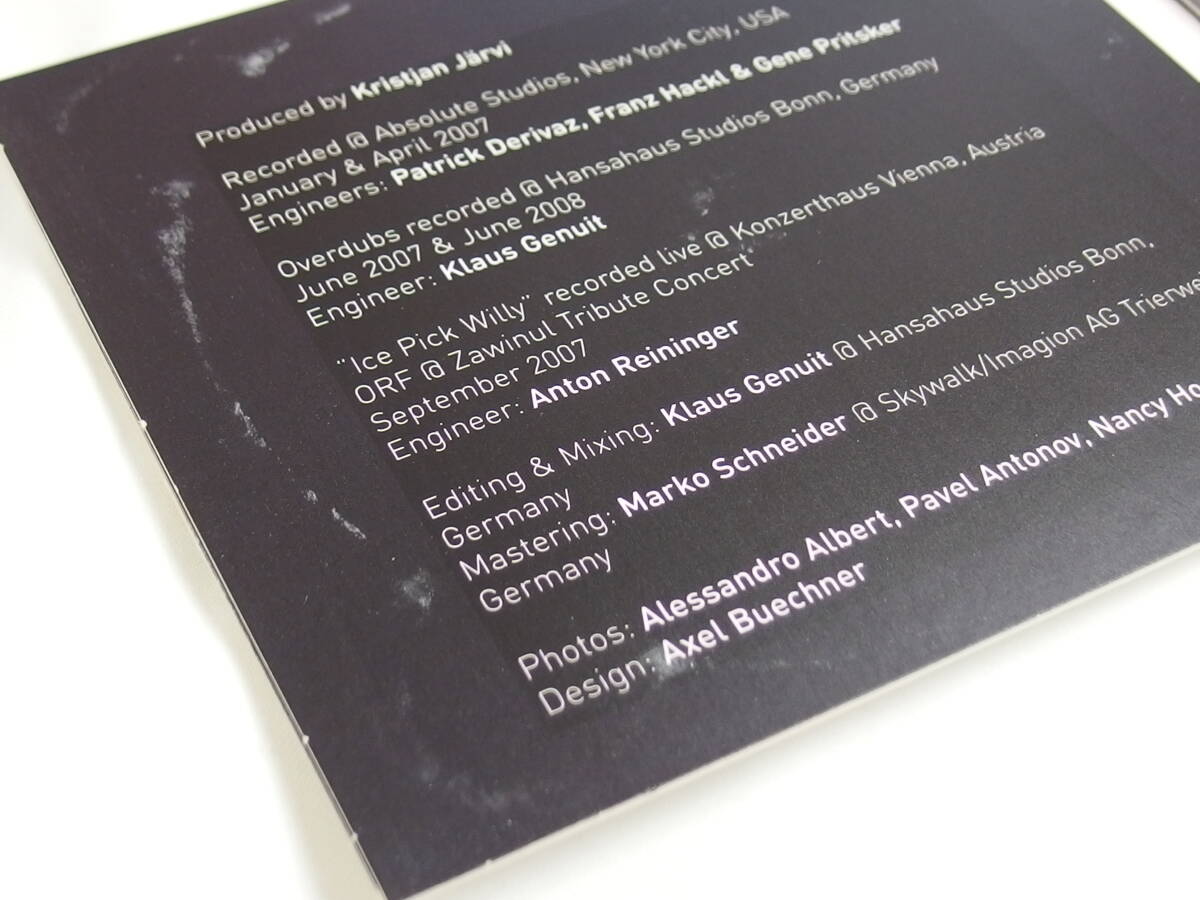 Produced by Kristjan Järvi
Recorded @ Absolute Studios, New York City, USA
January & April 2007
Engineers: Patrick Derivaz, Franz Hackl & Gene Pritsker
Overdubs recorded @ Hansahaus Studios Bonn, Germany
June 2007 & June 2008
Engineer: Klaus Genuit
"Ice Pick Willy" recorded live @ Konzerthaus Vienna, Austria
ORF @ Zawinul Tribute Concert
September 2007
Engineer: Anton Reininger
Editing & Mixing: Klaus Genuit @ Hansahaus Studios Bonn,
Germany
Mastering: Marko Schneider @ Skywalk/Imagion AG
Germany
Photos: Alessandro Albert, Pavel Antonov, Nancy
Design: Axel Buechner